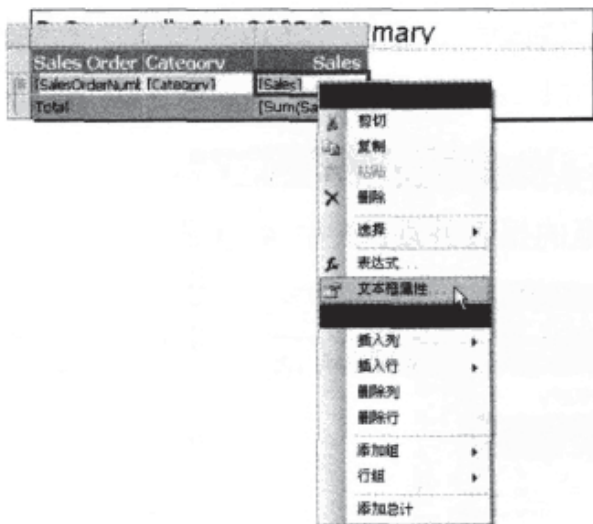 mary
Sales Order Category Sales
[SalesOrderNumb [Category] [Sales]
Total [Sum(Sa
剪切
复制
粘贴
删除
选择
表达式...
文本框属性...
插入列
插入行
删除列
删除行
添加组
行组
添加总计